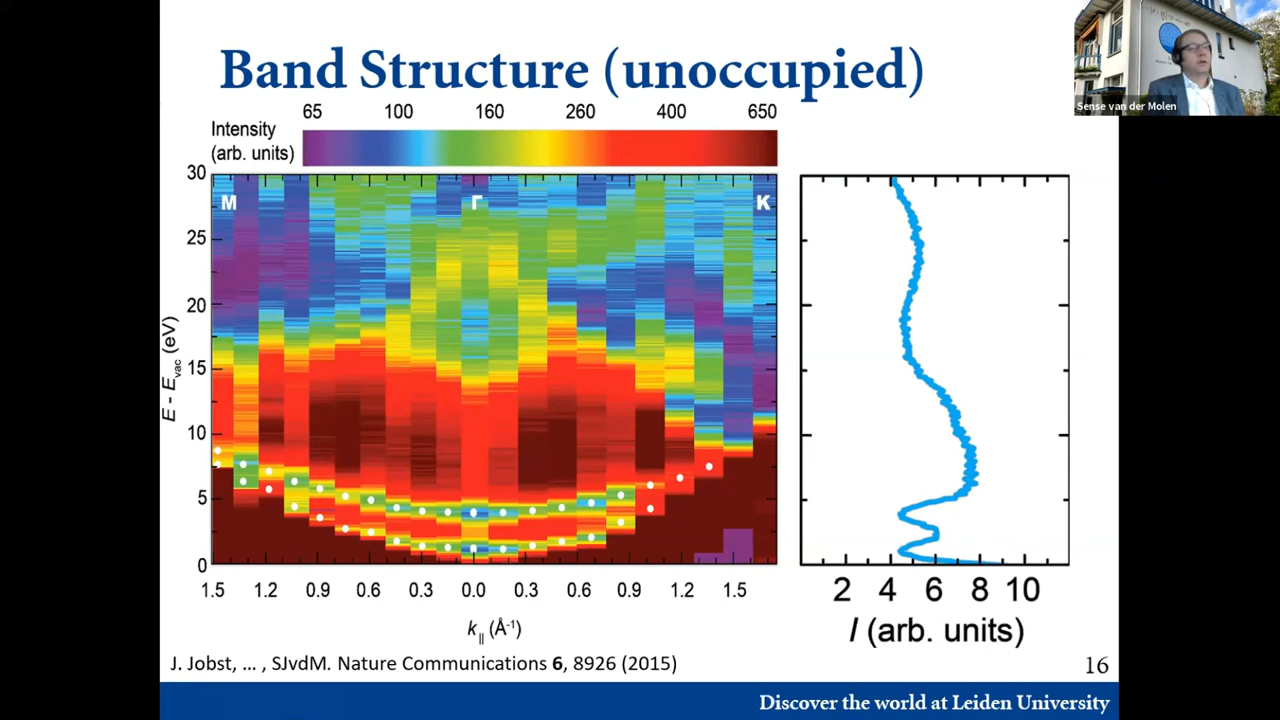 Band Structure (unoccupied)
Sense van der Molen
65 100 160 260 400 650
Intensity
(arb. units)
30
25
20
15
10
5
0
E - Evac (eV)
M Γ K
1.5 1.2 0.9 0.6 0.3 0.0 0.3 0.6 0.9 1.2 1.5
k|| (Å-1)
2 4 6 8 10
I (arb. units)
J. Jobst, ... , SJvdM. Nature Communications 6, 8926 (2015)
16
Discover the world at Leiden University